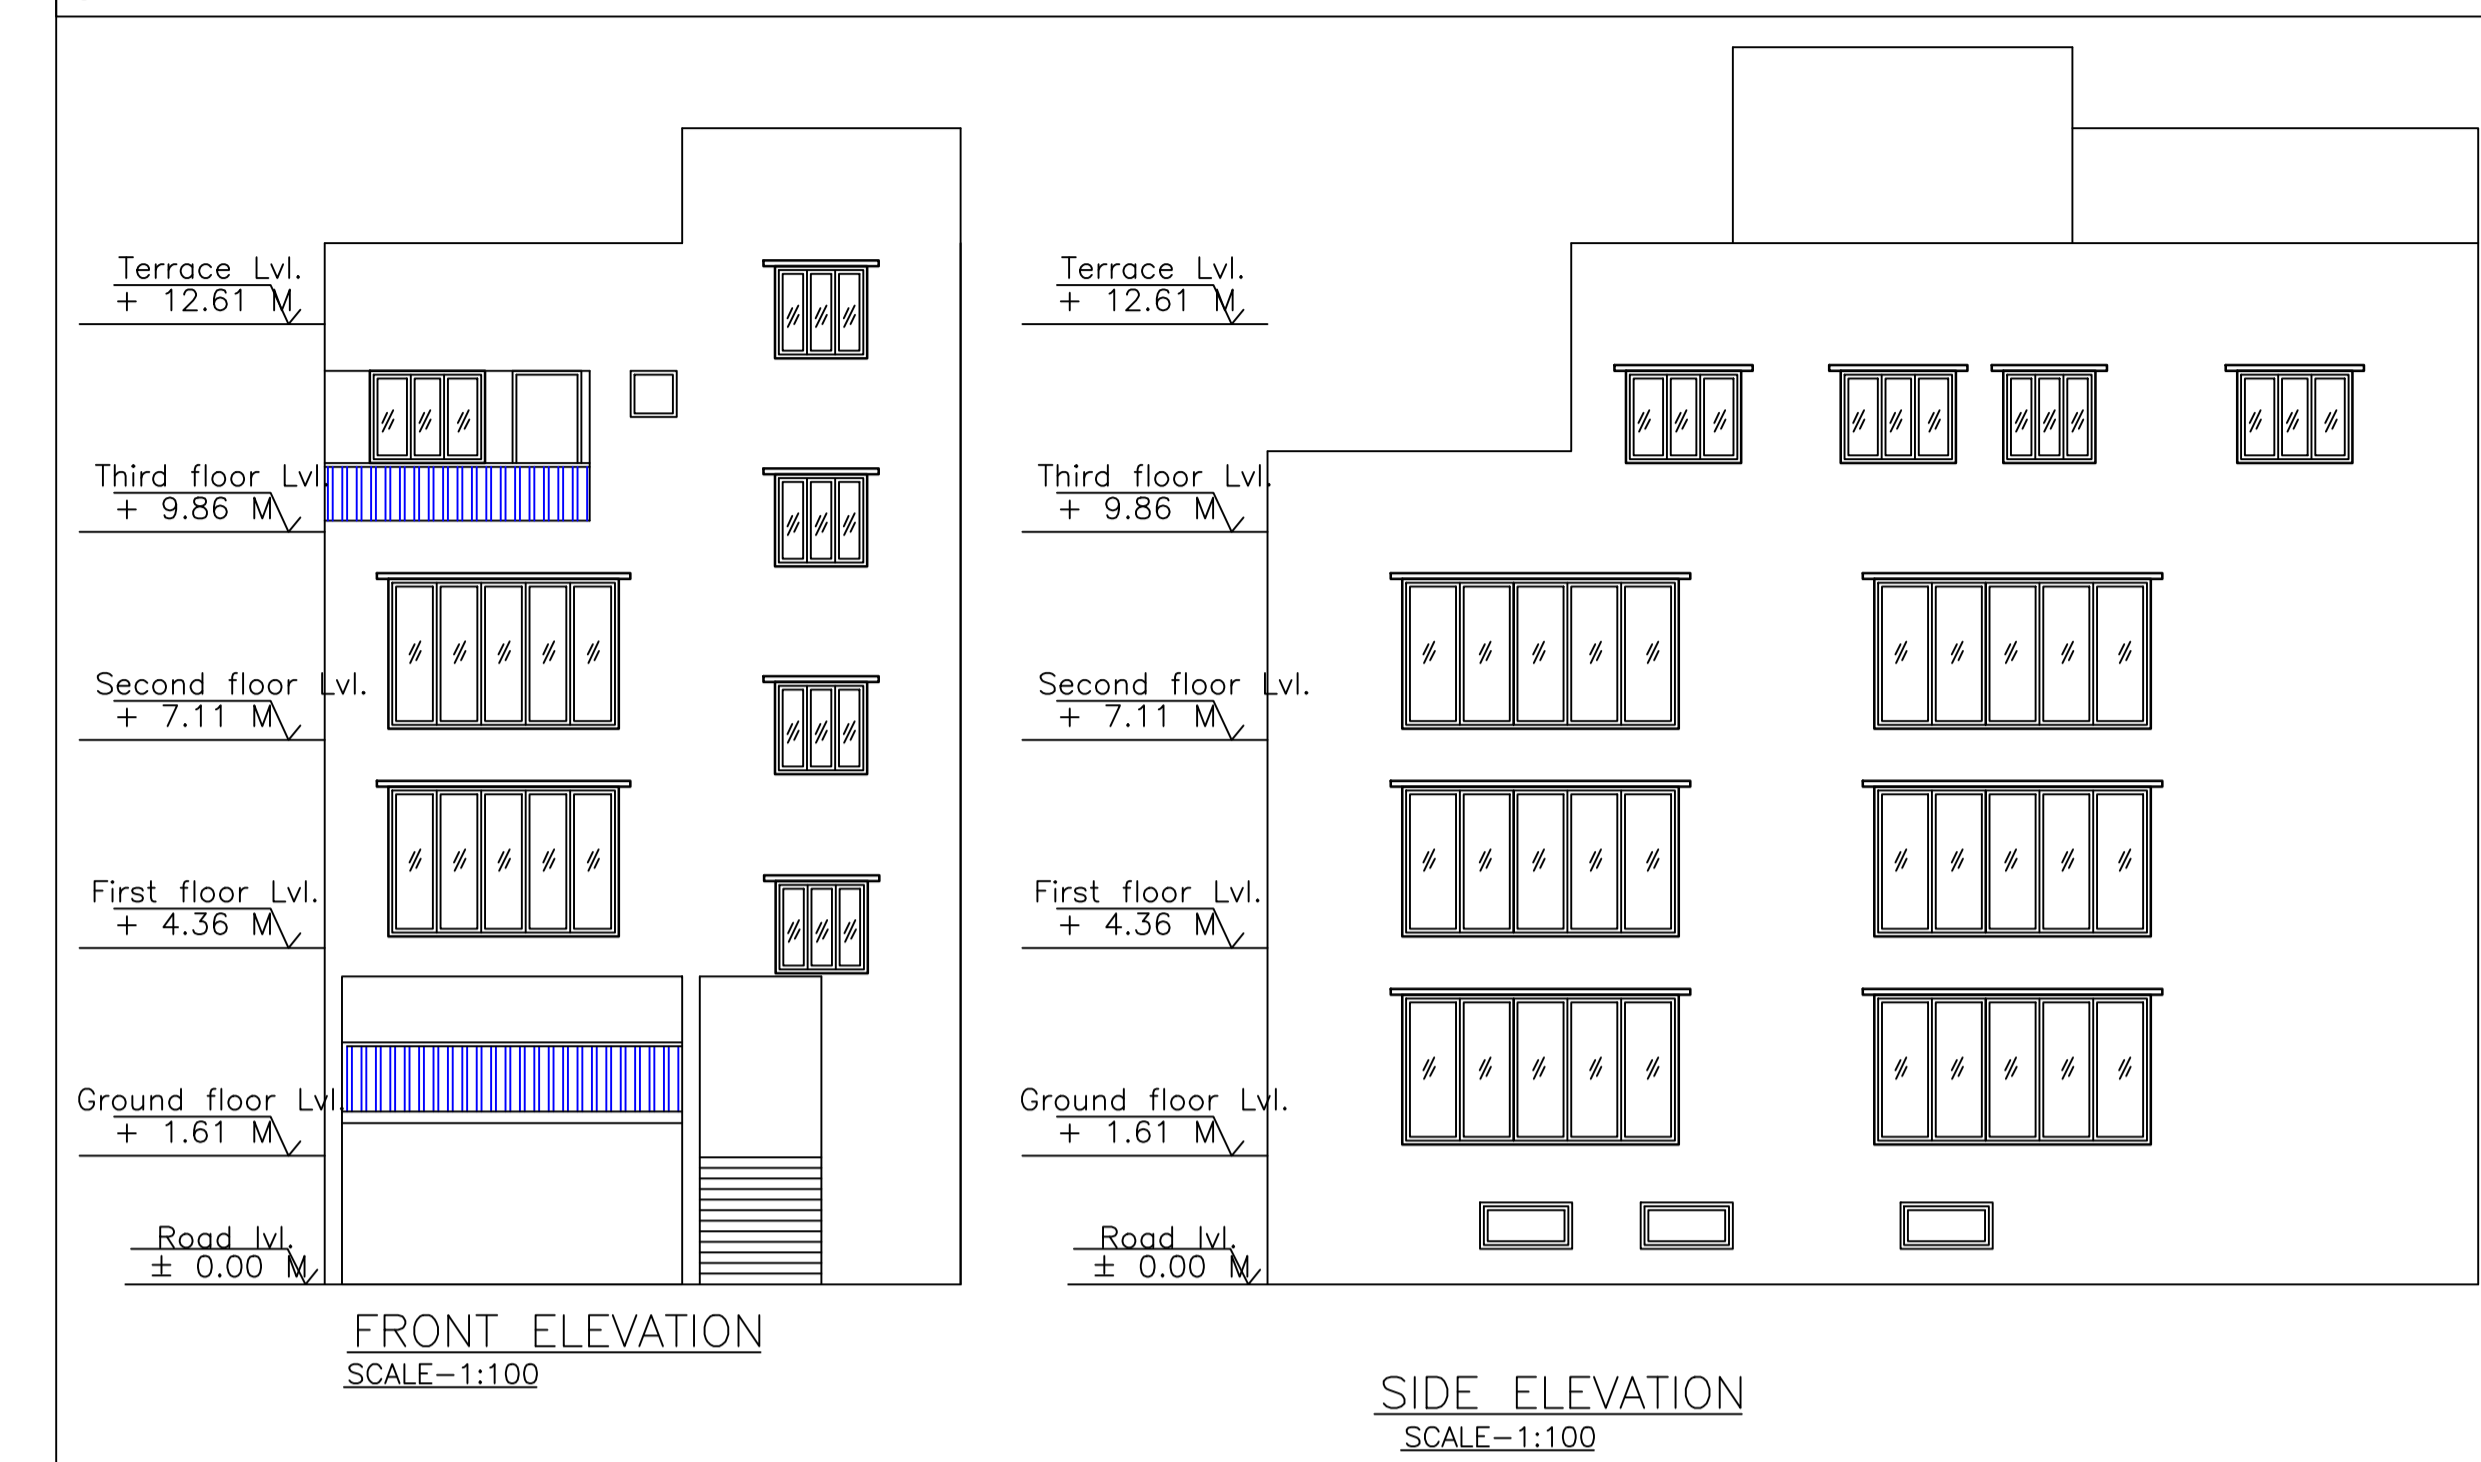 Terrace Lvl.
+ 12.61 M
Third floor Lvl.
+ 9.86 M
Second floor Lvl.
+ 7.11 M
First floor Lvl.
+ 4.36 M
Ground floor Lvl.
+ 1.61 M
Road lvl.
± 0.00 M
FRONT ELEVATION
SCALE-1:100
Terrace Lvl.
+ 12.61 M
Third floor Lvl.
+ 9.86 M
Second floor Lvl.
+ 7.11 M
First floor Lvl.
+ 4.36 M
Ground floor Lvl.
+ 1.61 M
Road lvl.
± 0.00 M
SIDE ELEVATION
SCALE-1:100